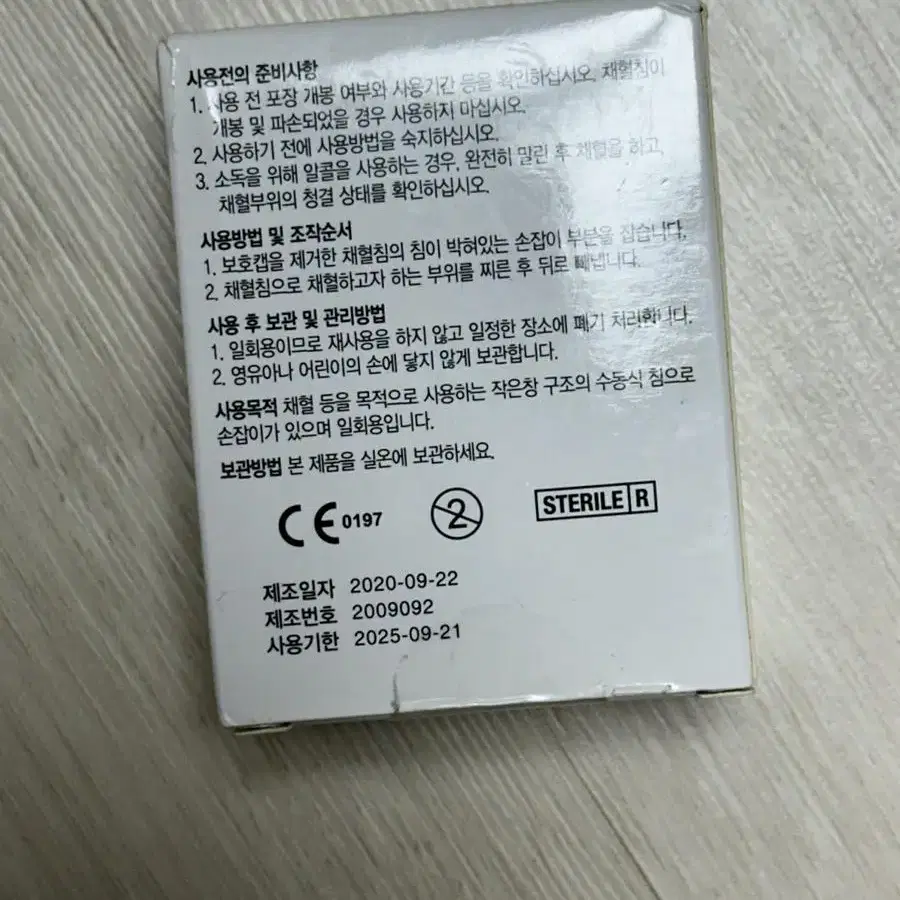 사용전의 준비사항
1. 사용 전 포장 개봉 여부와 사용기간 등을 확인하십시오. 채혈침이
개봉 및 파손되었을 경우 사용하지 마십시오.
2. 사용하기 전에 사용방법을 숙지하십시오.
3. 소독을 위해 알콜을 사용하는 경우, 완전히 말린 후 채혈을 하고,
채혈부위의 청결 상태를 확인하십시오.
사용방법 및 조작순서
1. 보호캡을 제거한 채혈침의 침이 박혀있는 손잡이 부분을 잡습니다.
2. 채혈침으로 채혈하고자 하는 부위를 찌른 후 뒤로 빼냅니다.
사용 후 보관 및 관리방법
1. 일회용이므로 재사용을 하지 않고 일정한 장소에 폐기 처리합니다.
2. 영유아나 어린이의 손에 닿지 않게 보관합니다.
사용목적 채혈 등을 목적으로 사용하는 작은창 구조의 수동식 침으로
손잡이가 있으며 일회용입니다.
보관방법 본 제품을 실온에 보관하세요.
CE 0197 2 STERILE R
제조일자 2020-09-22
제조번호 2009092
사용기한 2025-09-21